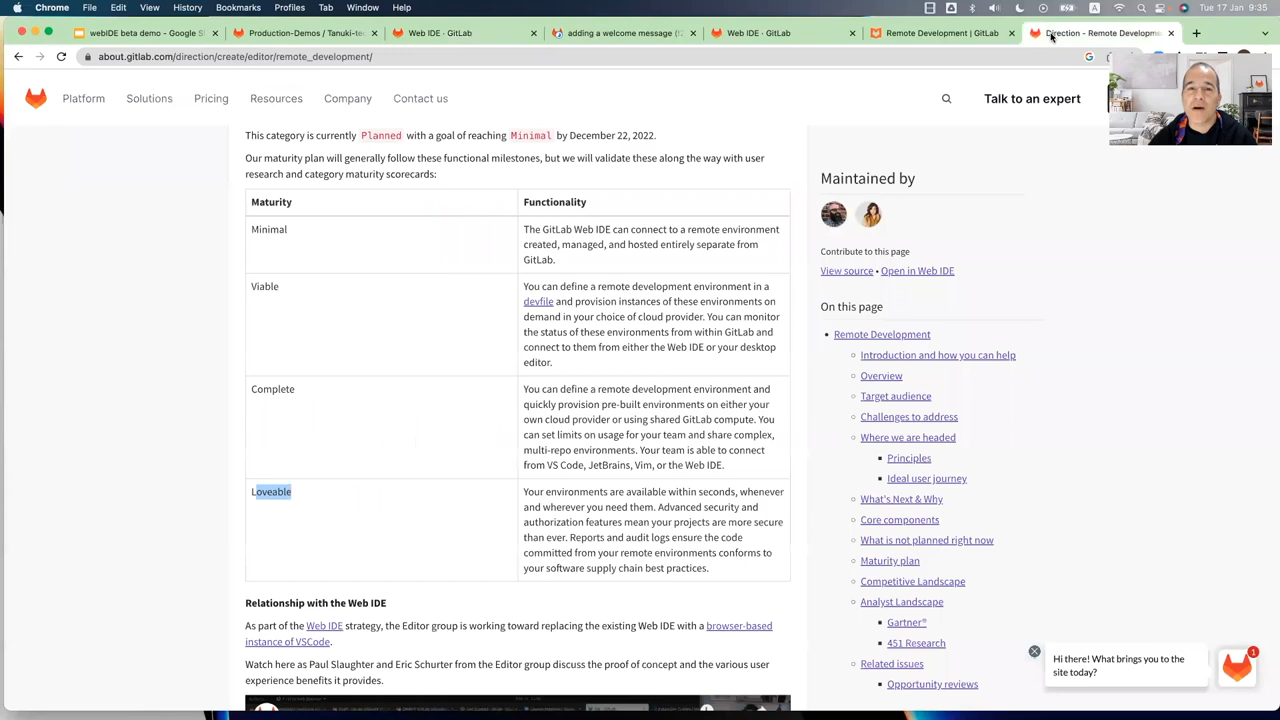 Chrome File Edit View History Bookmarks Profiles Tab Window Help
Wed Jan 18 9:35
webIDE beta demo - Google S
Production-Demos / Tanuki-te
Web IDE · GitLab
adding a welcome message (!
Web IDE · GitLab
Remote Development | GitLab
Direction - Remote Developme
about.gitlab.com/direction/create/editor/remote_development/
Platform Solutions Pricing Resources Company Contact us
Talk to an expert
This category is currently Planned with a goal of reaching Minimal by December 22, 2022.
Our maturity plan will generally follow these functional milestones, but we will validate these along the way with user
research and category maturity scorecards:
Maturity Functionality
Minimal
The GitLab Web IDE can connect to a remote environment
created, managed, and hosted entirely separate from
GitLab.
Viable
You can define a remote development environment in a
devfile and provision instances of these environments on
demand in your choice of cloud provider. You can monitor
the status of these environments from within GitLab and
connect to them from either the Web IDE or your desktop
editor.
Complete
You can define a remote development environment and
quickly provision pre-built environments on either your
own cloud provider or using shared GitLab compute. You
can set limits on usage for your team and share complex,
multi-repo environments. Your team is able to connect
from VS Code, JetBrains, Vim, or the Web IDE.
Loveable
Your environments are available within seconds, whenever
and wherever you need them. Advanced security and
authorization features mean your projects are more secure
than ever. Reports and audit logs ensure the code
committed from your remote environments conforms to
your software supply chain best practices.
Relationship with the Web IDE
As part of the Web IDE strategy, the Editor group is working toward replacing the existing Web IDE with a browser-based
instance of VSCode.
Watch here as Paul Slaughter and Eric Schurter from the Editor group discuss the proof of concept and the various user
experience benefits it provides.
Maintained by
Contribute to this page
View source • Open in Web IDE
On this page
Remote Development
Introduction and how you can help
Overview
Target audience
Challenges to address
Where we are headed
Principles
Ideal user journey
What's Next & Why
Core components
What is not planned right now
Maturity plan
Competitive Landscape
Analyst Landscape
Gartner®
451 Research
Related issues
Opportunity reviews
Hi there! What brings you to the
site today?
1